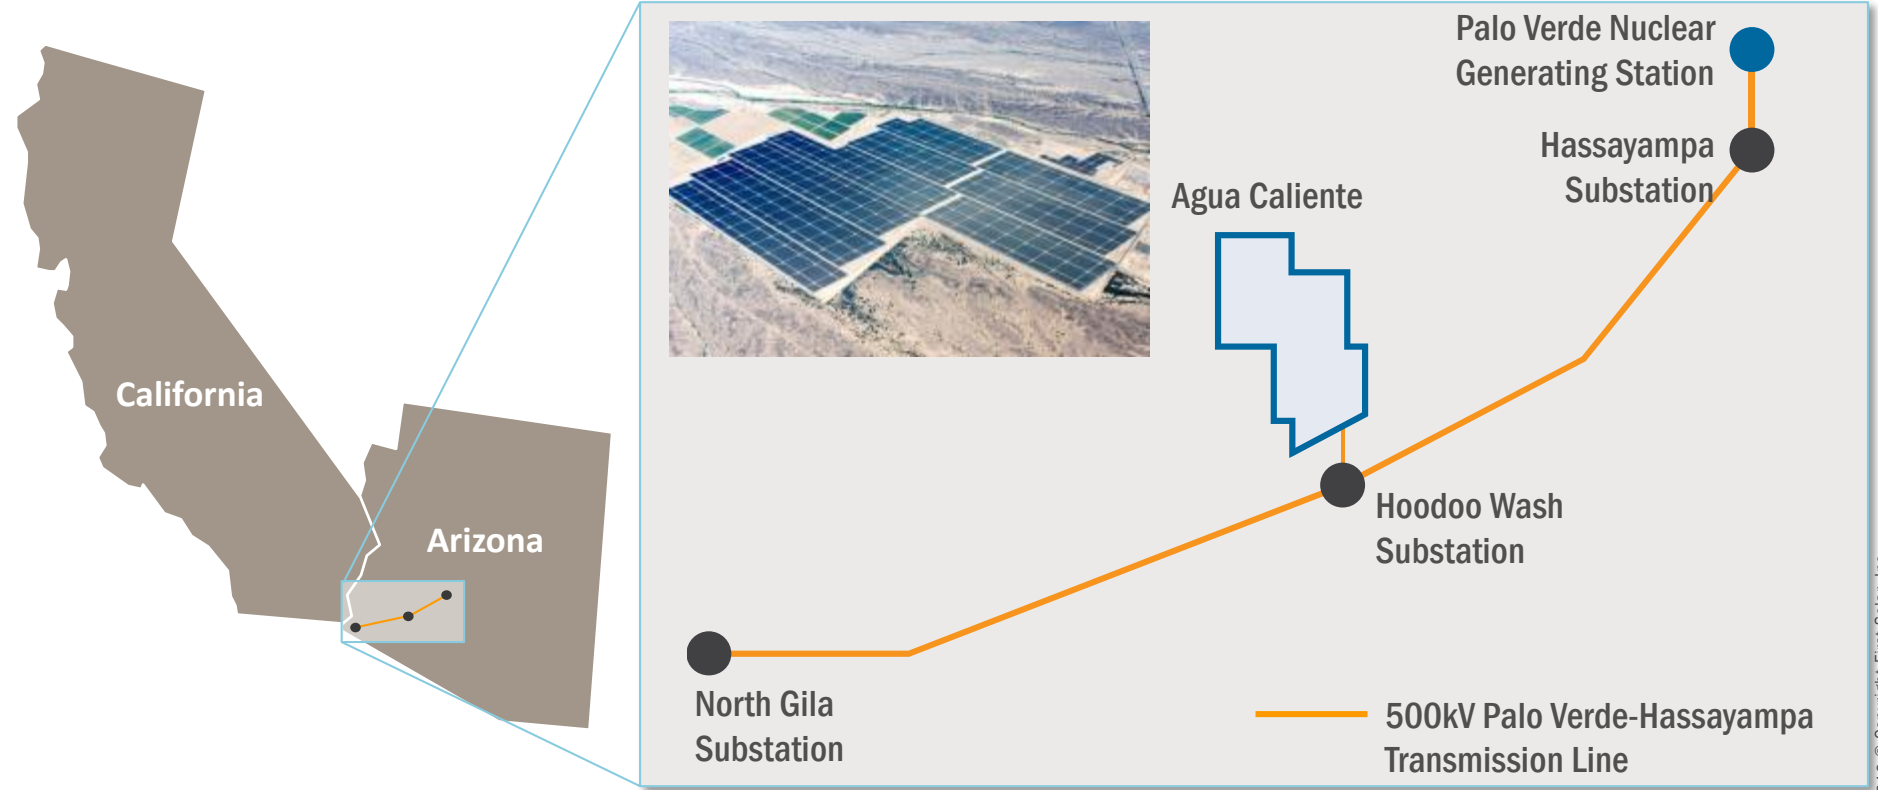 California
Arizona
Palo Verde Nuclear
Generating Station
Hassayampa
Substation
Agua Caliente
Hoodoo Wash
Substation
North Gila
Substation
500kV Palo Verde-Hassayampa
Transmission Line